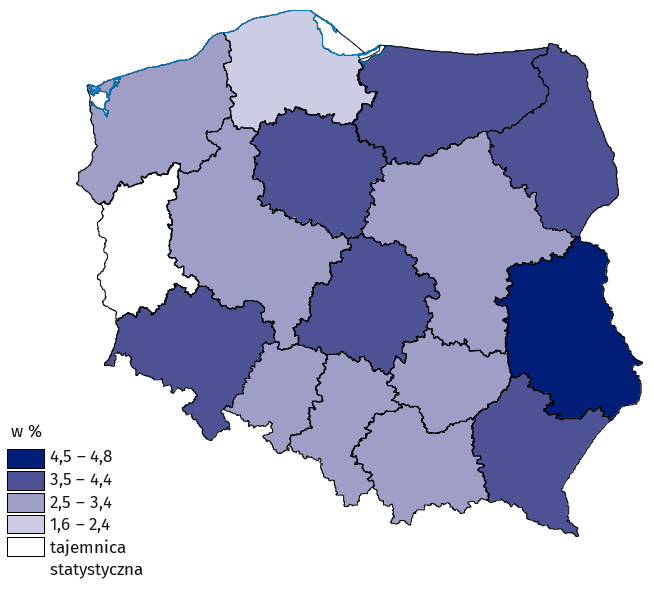 w %
4,5 – 4,8
3,5 – 4,4
2,5 – 3,4
1,6 – 2,4
tajemnica
statystyczna